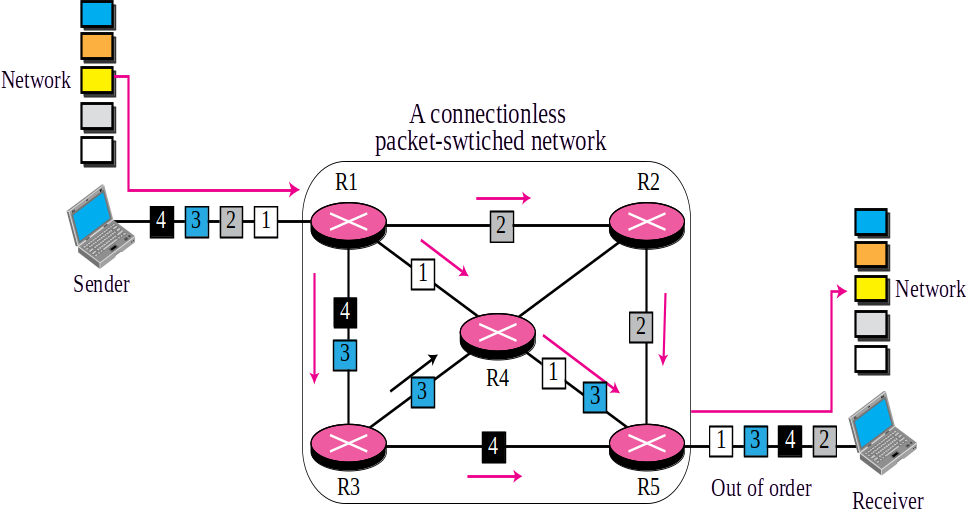 Network
A connectionless
packet-swtiched network
R1
R2
4 3 2 1
2
1
Sender
4
3
2
Network
R4
1
3
3
4
R3
R5
1 3 4 2
Out of order
Receiver